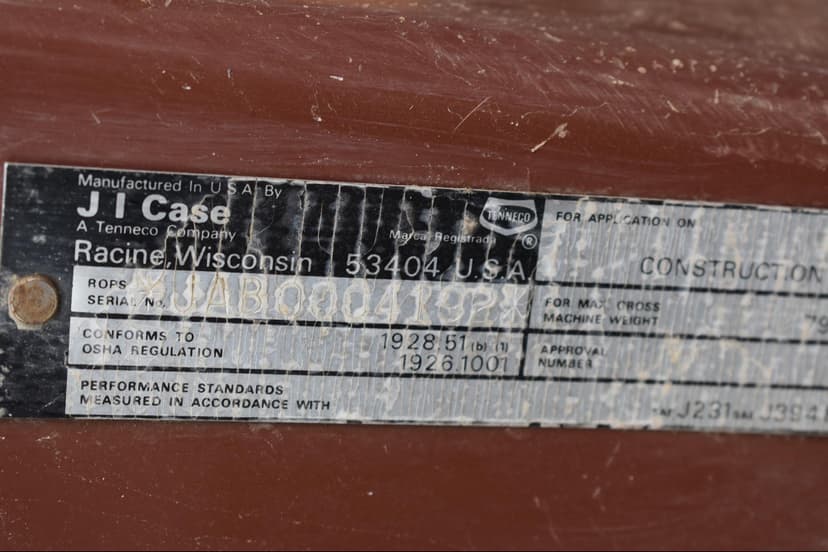 Manufactured In U S A By
J I Case
A Tenneco Company
Marca Registrada
Racine, Wisconsin 53404 U.S.A.
TENNECO
®
ROPS
SERIAL No. *JAB0004192*
CONFORMS TO
OSHA REGULATION
1928.51 (b) (1)
1926.1001
PERFORMANCE STANDARDS
MEASURED IN ACCORDANCE WITH
FOR APPLICATION ON
CONSTRUCTION
FOR MAX GROSS
MACHINE WEIGHT
79
APPROVAL
NUMBER
SAE J231 SAE J394